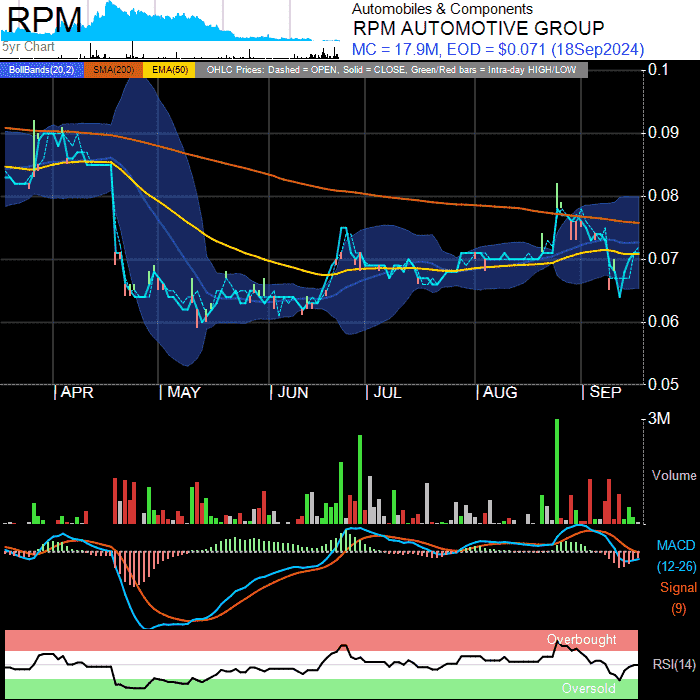 RPM
5yr Chart
Automobiles & Components
RPM AUTOMOTIVE GROUP
MC = 17.9M, EOD = $0.071 (18Sep2024)
BollBands(20,2) SMA(200) EMA(50) OHLC Prices: Dashed = OPEN, Solid = CLOSE, Green/Red bars = Intra-day HIGH/LOW
0.1
0.09
0.08
0.07
0.06
0.05
APR MAY JUN JUL AUG SEP
3M
Volume
MACD
(12-26)
Signal
(9)
Overbought
RSI(14)
Oversold